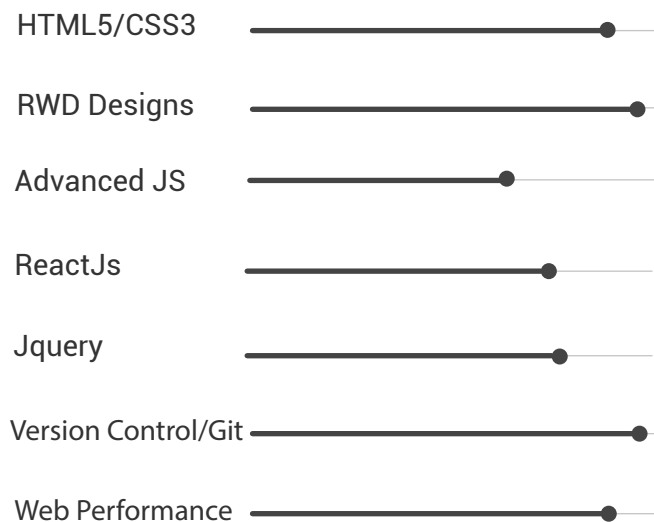 HTML5/CSS3
RWD Designs
Advanced JS
ReactJs
Jquery
Version Control/Git
Web Performance